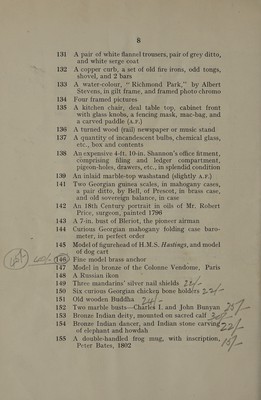 8
131 A pair of white flannel trousers, pair of grey ditto,
and white serge coat
132 A copper curb, a set of old fire irons, odd tongs,
shovel, and 2 bars
133 A water-colour, “Richmond Park,” by Albert
Stevens, in gilt frame, and framed photo chromo
134 Four framed pictures
135 A kitchen chair, deal table top, cabinet front
with glass knobs, a fencing mask, mac-bag, and
a carved paddle (A.F.)
136 A turned wood (rail) newspaper or music stand
137 A quantity of incandescent bulbs, chemical glass,
etc., box and contents
138 An expensive 4-ft. 10-in. Shannon's office fitment,
comprising filing and ledger compartment,
pigeon-holes, drawers, etc., in splendid condition
139 An inlaid marble-top washstand (slightly A.F.)
141 Two Georgian guinea scales, in mahogany cases,
a pair ditto, by Bell, of Prescot, in brass case,
and old sovereign balance, in case
142 An 18th Century portrait in oils of Mr. Robert
Price, surgeon, painted 1796
143 A 7-in. bust of Bleriot, the pioneer airman
144 Curious Georgian mahogany folding case baro-
meter, in perfect order
145 Model of figurehead of H.M.S. Hastings, and model
of dog cart
146 Fine model brass anchor
147 Model in bronze of the Colonne Vendome, Paris
148 A Russian ikon
149 Three mandarins' silver nail shields
150 Six curious Georgian chicken bone holders
151 Old wooden Buddha 24/-
152 Two marble busts—Charles I. and John Bunyan
153 Bronze Indian deity, mounted on sacred calf
154 Bronze Indian dancer, and Indian stone carving
of elephant and howdah 22/-
155 A double-handled frog mug, with inscription,
Peter Bates, 1802